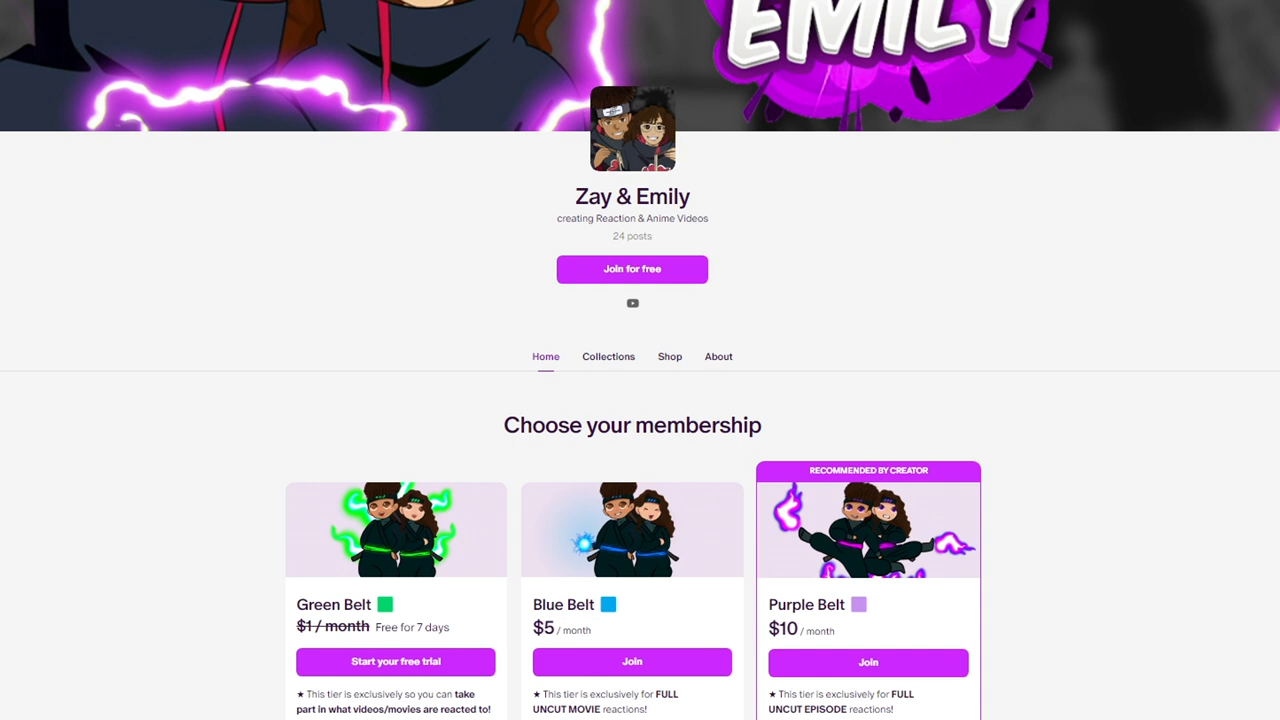 EMILY
Zay & Emily
creating Reaction & Anime Videos
24 posts
Join for free
Home Collections Shop About
Choose your membership
RECOMMENDED BY CREATOR
Green Belt
$1 / month Free for 7 days
Start your free trial
★ This tier is exclusively so you can take
part in what videos/movies are reacted to!
Blue Belt
$5 / month
Join
★ This tier is exclusively for FULL
UNCUT MOVIE reactions!
Purple Belt
$10 / month
Join
★ This tier is exclusively for FULL
UNCUT EPISODE reactions!